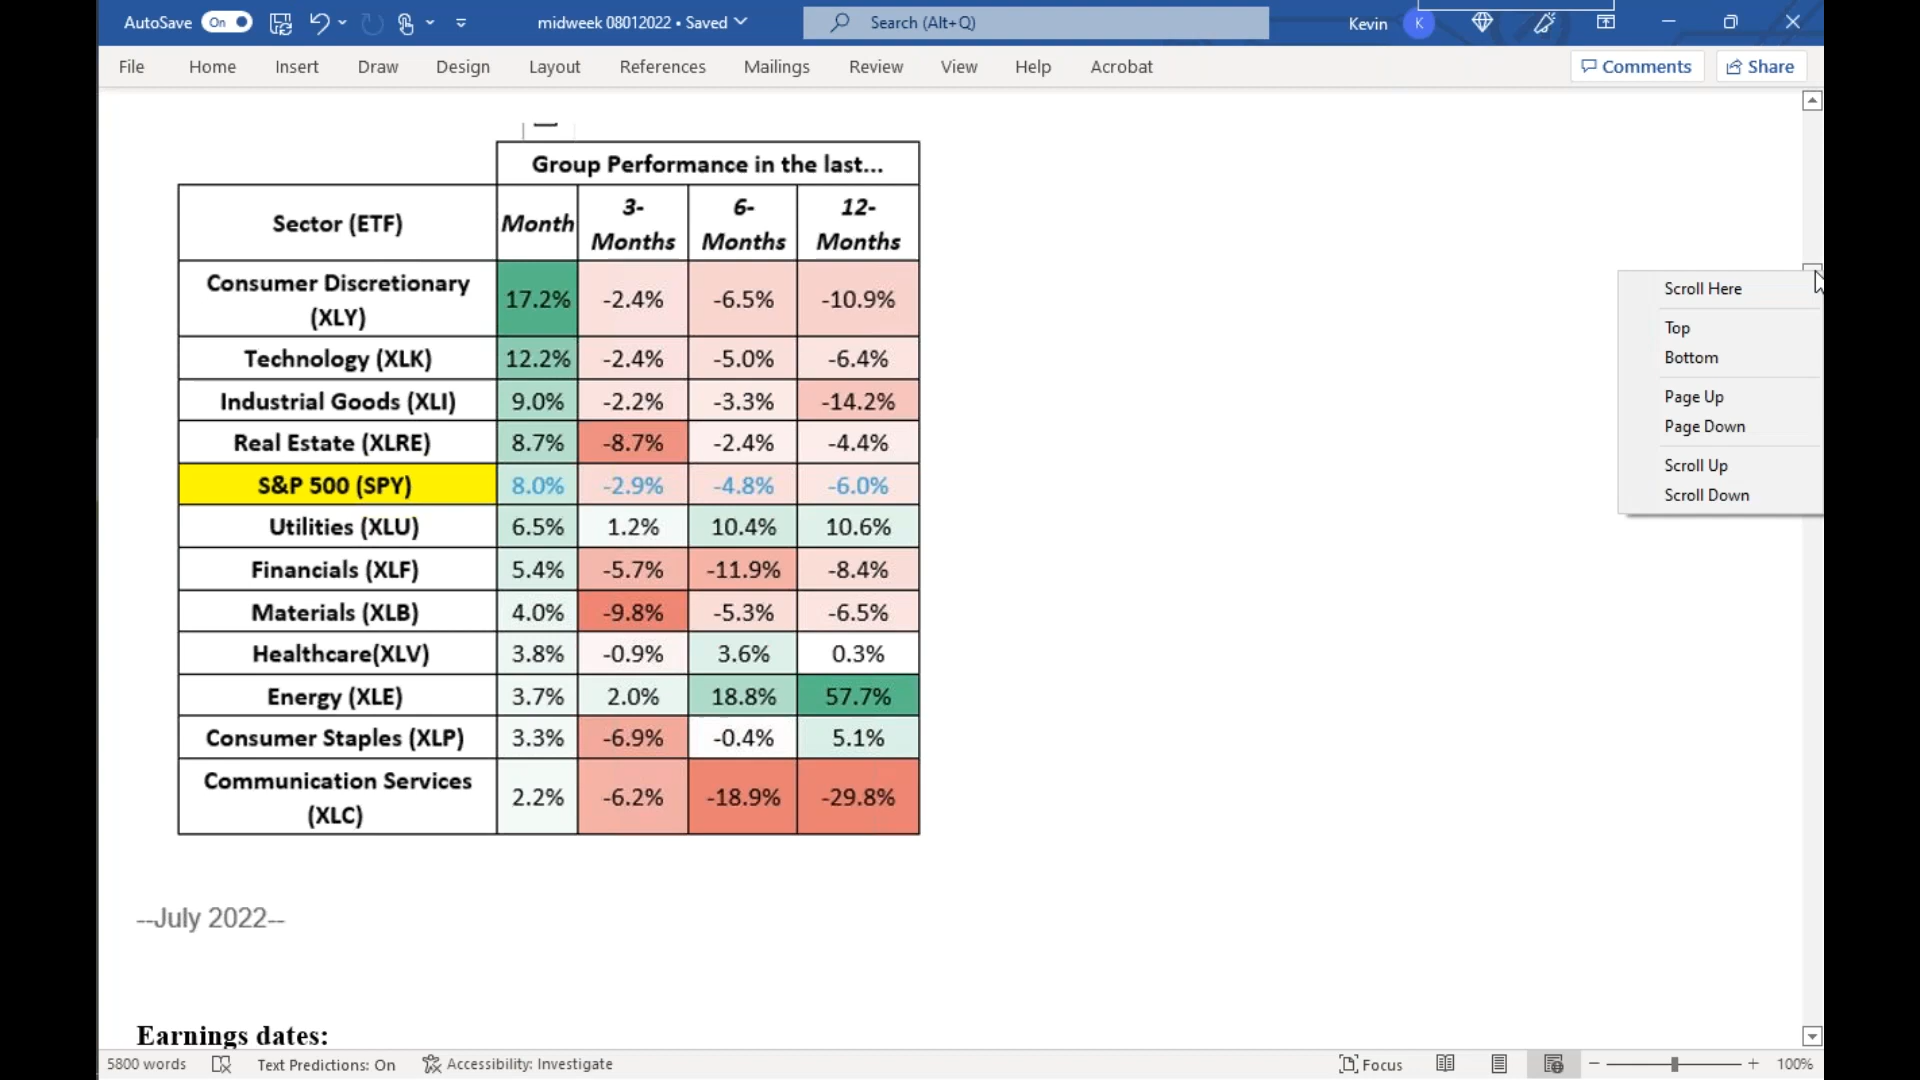 AutoSave On midweek 08012022 • Saved Search (Alt+Q) Kevin K
File Home Insert Draw Design Layout References Mailings Review View Help Acrobat Comments Share
Group Performance in the last...
Sector (ETF) Month 3-Months 6-Months 12-Months
Consumer Discretionary (XLY) 17.2% -2.4% -6.5% -10.9%
Technology (XLK) 12.2% -2.4% -5.0% -6.4%
Industrial Goods (XLI) 9.0% -2.2% -3.3% -14.2%
Real Estate (XLRE) 8.7% -8.7% -2.4% -4.4%
S&P 500 (SPY) 8.0% -2.9% -4.8% -6.0%
Utilities (XLU) 6.5% 1.2% 10.4% 10.6%
Financials (XLF) 5.4% -5.7% -11.9% -8.4%
Materials (XLB) 4.0% -9.8% -5.3% -6.5%
Healthcare(XLV) 3.8% -0.9% 3.6% 0.3%
Energy (XLE) 3.7% 2.0% 18.8% 57.7%
Consumer Staples (XLP) 3.3% -6.9% -0.4% 5.1%
Communication Services (XLC) 2.2% -6.2% -18.9% -29.8%
Scroll Here
Top
Bottom
Page Up
Page Down
Scroll Up
Scroll Down
--July 2022--
Earnings dates:
5800 words Text Predictions: On Accessibility: Investigate Focus 100%